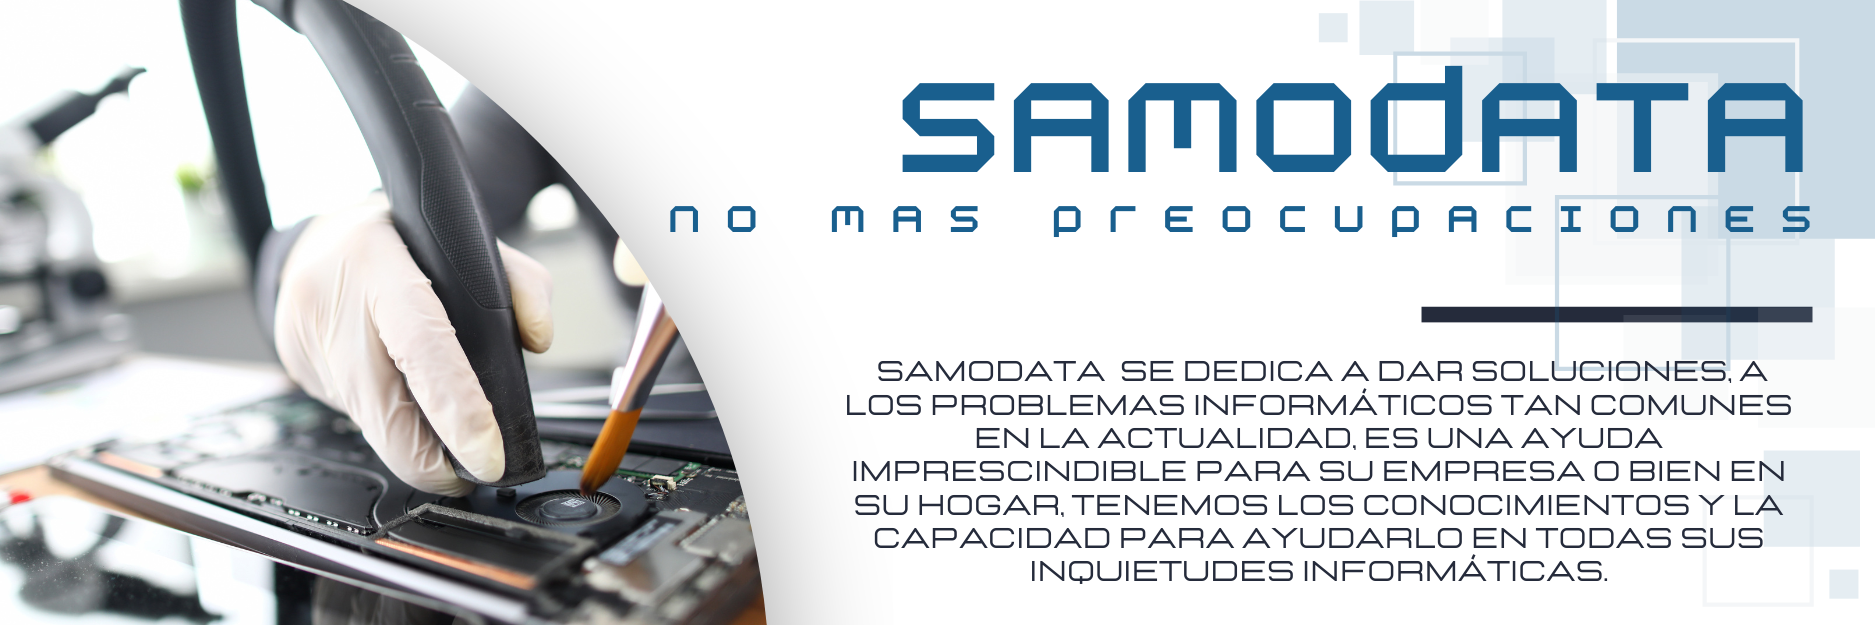 SAMODATA
NO MAS PREOCUPACIONES
SAMODATA SE DEDICA A DAR SOLUCIONES, A
LOS PROBLEMAS INFORMÁTICOS TAN COMUNES
EN LA ACTUALIDAD, ES UNA AYUDA
IMPRESCINDIBLE PARA SU EMPRESA O BIEN EN
SU HOGAR, TENEMOS LOS CONOCIMIENTOS Y LA
CAPACIDAD PARA AYUDARLO EN TODAS SUS
INQUIETUDES INFORMÁTICAS.